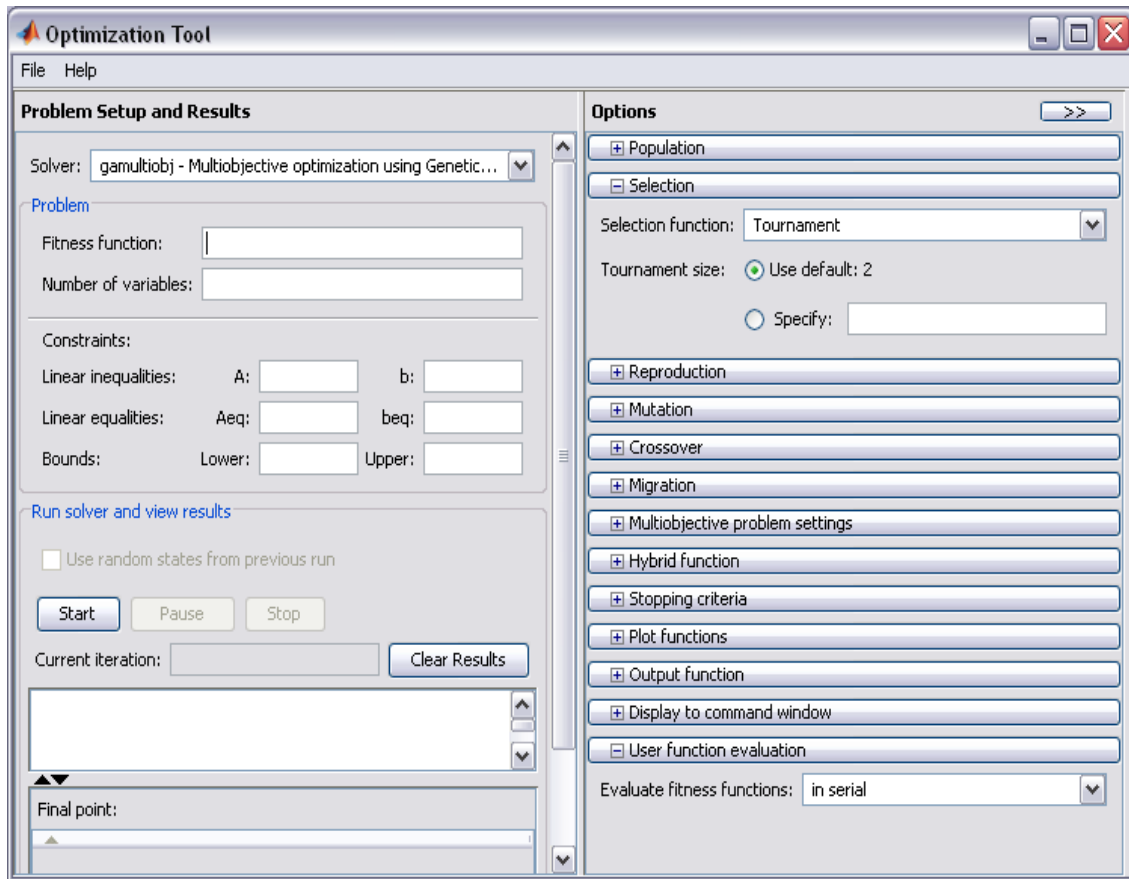 Optimization Tool
File Help
Problem Setup and Results
Solver: gamultiobj - Multiobjective optimization using Genetic...
Problem
Fitness function:
Number of variables:
Constraints:
Linear inequalities: A: b:
Linear equalities: Aeq: beq:
Bounds: Lower: Upper:
Run solver and view results
Use random states from previous run
Start Pause Stop
Current iteration: Clear Results
Final point:
Options >>
Population
Selection
Selection function: Tournament
Tournament size: Use default: 2
Specify:
Reproduction
Mutation
Crossover
Migration
Multiobjective problem settings
Hybrid function
Stopping criteria
Plot functions
Output function
Display to command window
User function evaluation
Evaluate fitness functions: in serial